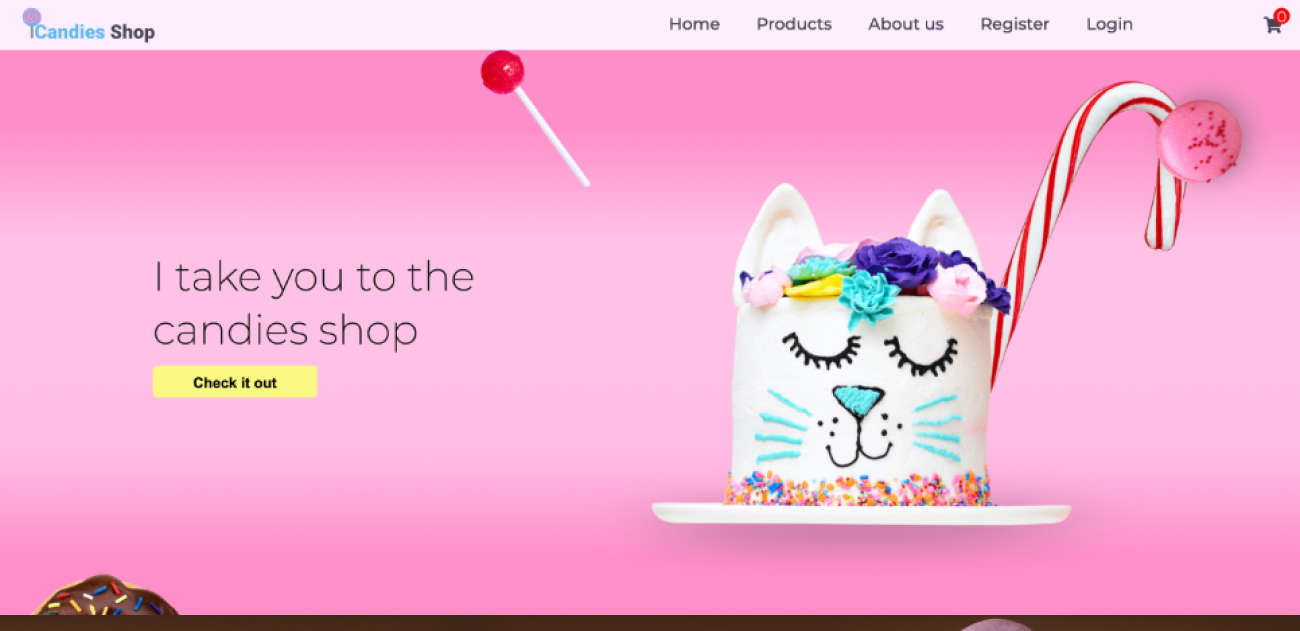 Candies Shop
Home Products About us Register Login
0
I take you to the
candies shop
Check it out